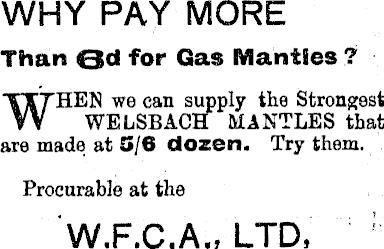 WHY PAY MORE
Than 6d for Gas Mantles?
WHEN we can supply the Strongest
WELSBACH MANTLES that
are made at 5/6 dozen. Try them.
Procurable at the
W.F.C.A., LTD,